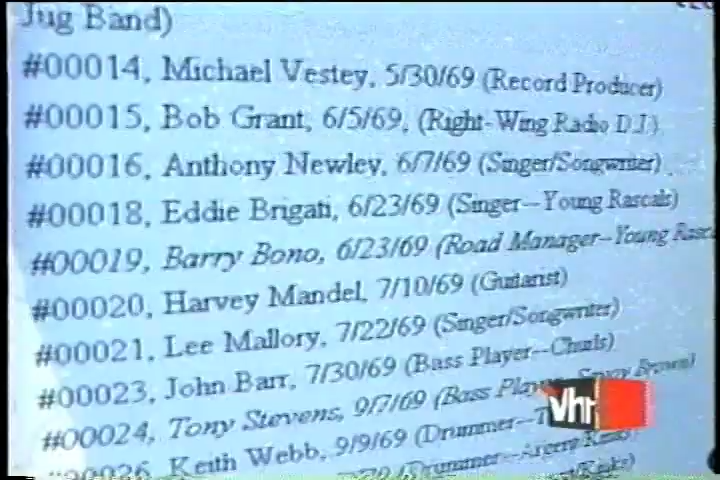 Jug Band)
#00014, Michael Vestey, 5/30/69 (Record Producer)
#00015, Bob Grant, 6/5/69, (Right-Wing Radio D.J.)
#00016, Anthony Newley, 6/7/69 (Singer/Songwriter)
#00018, Eddie Brigati, 6/23/69 (Singer--Young Rascals)
#00019, Barry Bono, 6/23/69 (Road Manager--Young
#00020, Harvey Mandel, 7/10/69 (Guitarist)
#00021, Lee Mallory, 7/22/69 (Singer/Songwriter)
#00023, John Barr, 7/30/69 (Bass Player--Churls)
#00024, Tony Stevens, 9/7/69 (Bass Brown)
Keith Webb, 9/9/69 (Drummer--
vh1